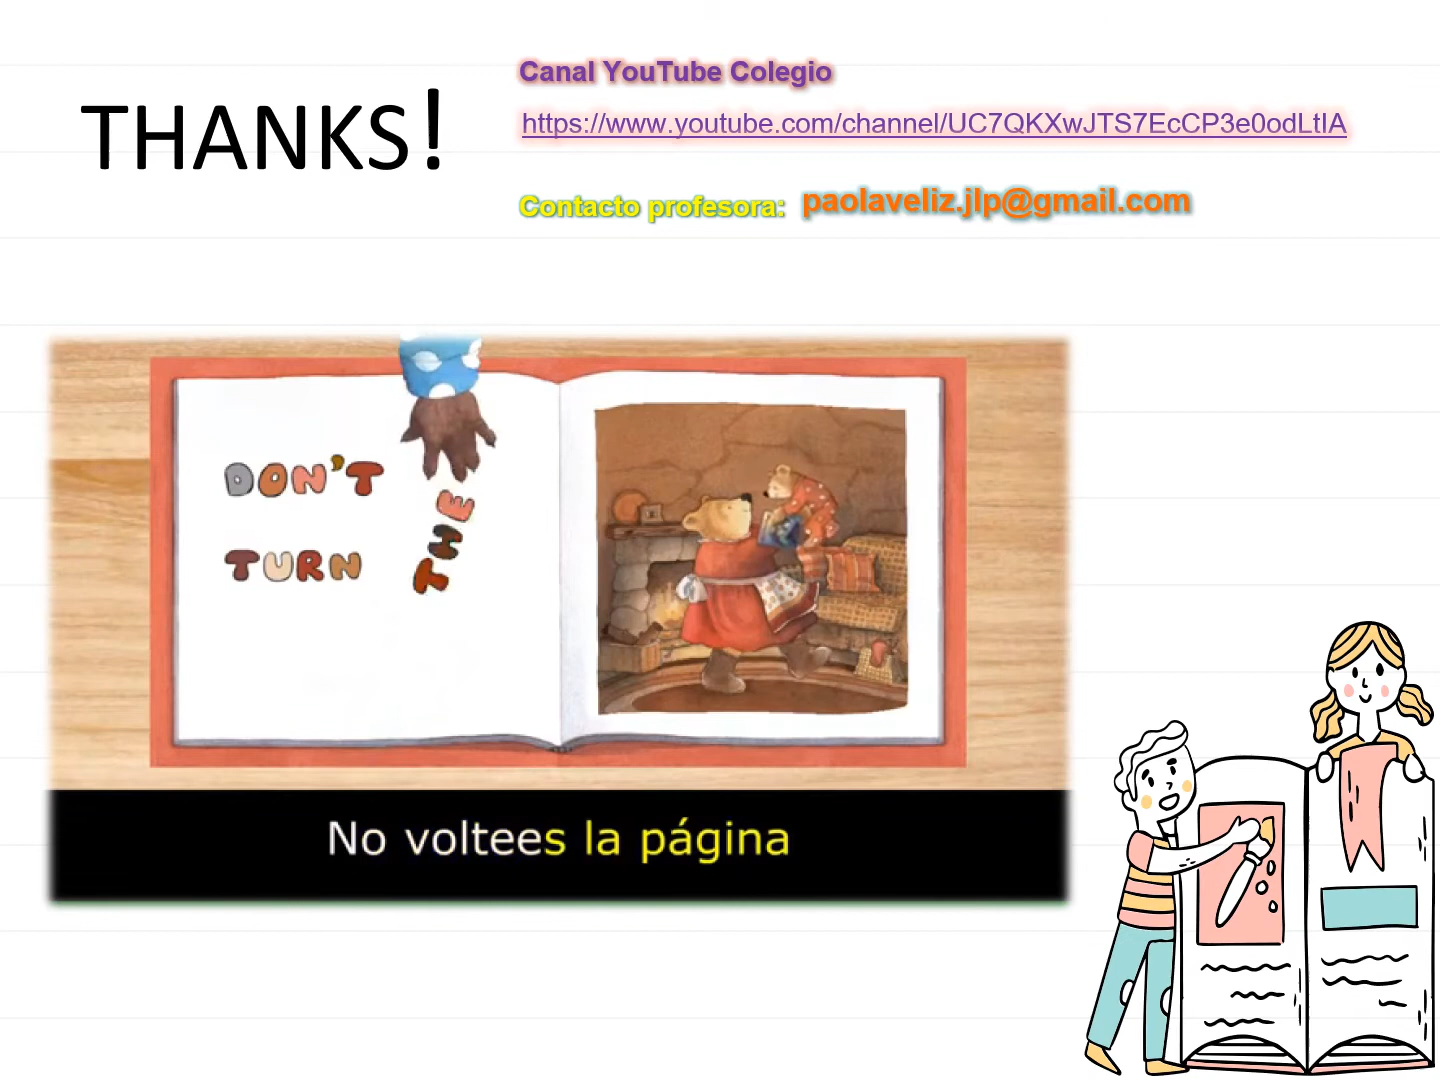 THANKS!
Canal YouTube Colegio
https://www.youtube.com/channel/UC7QKXwJTS7EcCP3e0odLtIA
Contacto profesora: paolaveliz.jlp@gmail.com
DON'T
TURN
THE
No voltees la página